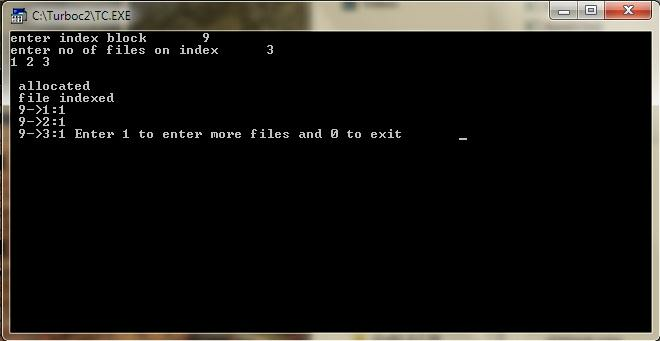 C:\Turboc2\TC.EXE
enter index block 9
enter no of files on index 3
1 2 3
allocated
file indexed
9->1:1
9->2:1
9->3:1 Enter 1 to enter more files and 0 to exit